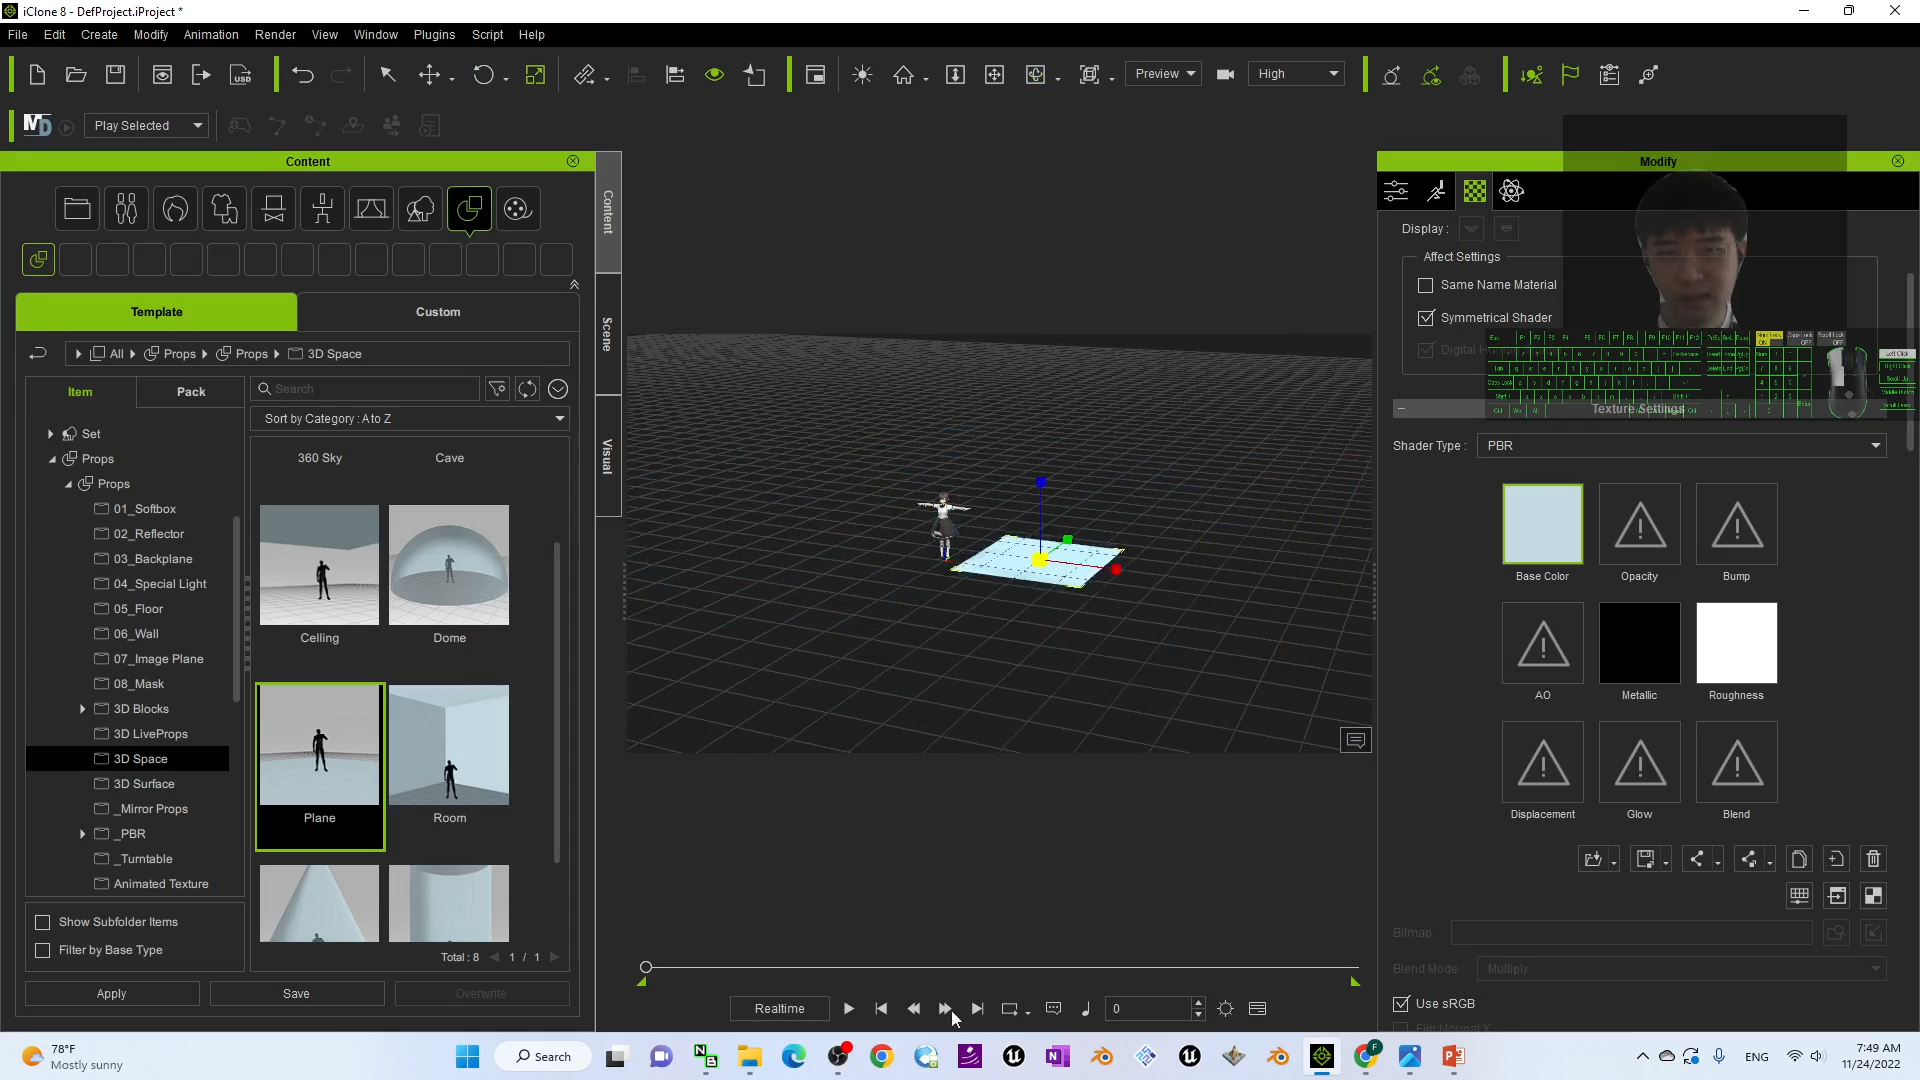 iClone 8 - DefProject.iProject *
File Edit Create Modify Animation Render View Window Plugins Script Help
USD
Preview High
MD Play Selected
Content
Modify
Content
Scene
Visual
Template Custom
All Props Props 3D Space
Item Pack
Search
Sort by Category : A to Z
Set
Props
Props
01_Softbox
02_Reflector
03_Backplane
04_Special Light
05_Floor
06_Wall
07_Image Plane
08_Mask
3D Blocks
3D LiveProps
3D Space
3D Surface
_Mirror Props
_PBR
_Turntable
Animated Texture
360 Sky Cave
Celling Dome
Plane Room
Show Subfolder Items
Filter by Base Type
Total : 8 1 / 1
Apply Save Overwrite
Realtime 0
Display :
Affect Settings
Same Name Material
Symmetrical Shader
Texture Settings
Shader Type : PBR
Base Color Opacity Bump
AO Metallic Roughness
Displacement Glow Blend
Bitmap
Blend Mode : Multiply
Use sRGB
Flip Normal Y
78°F
Mostly sunny
Search
ENG
7:49 AM
11/24/2022